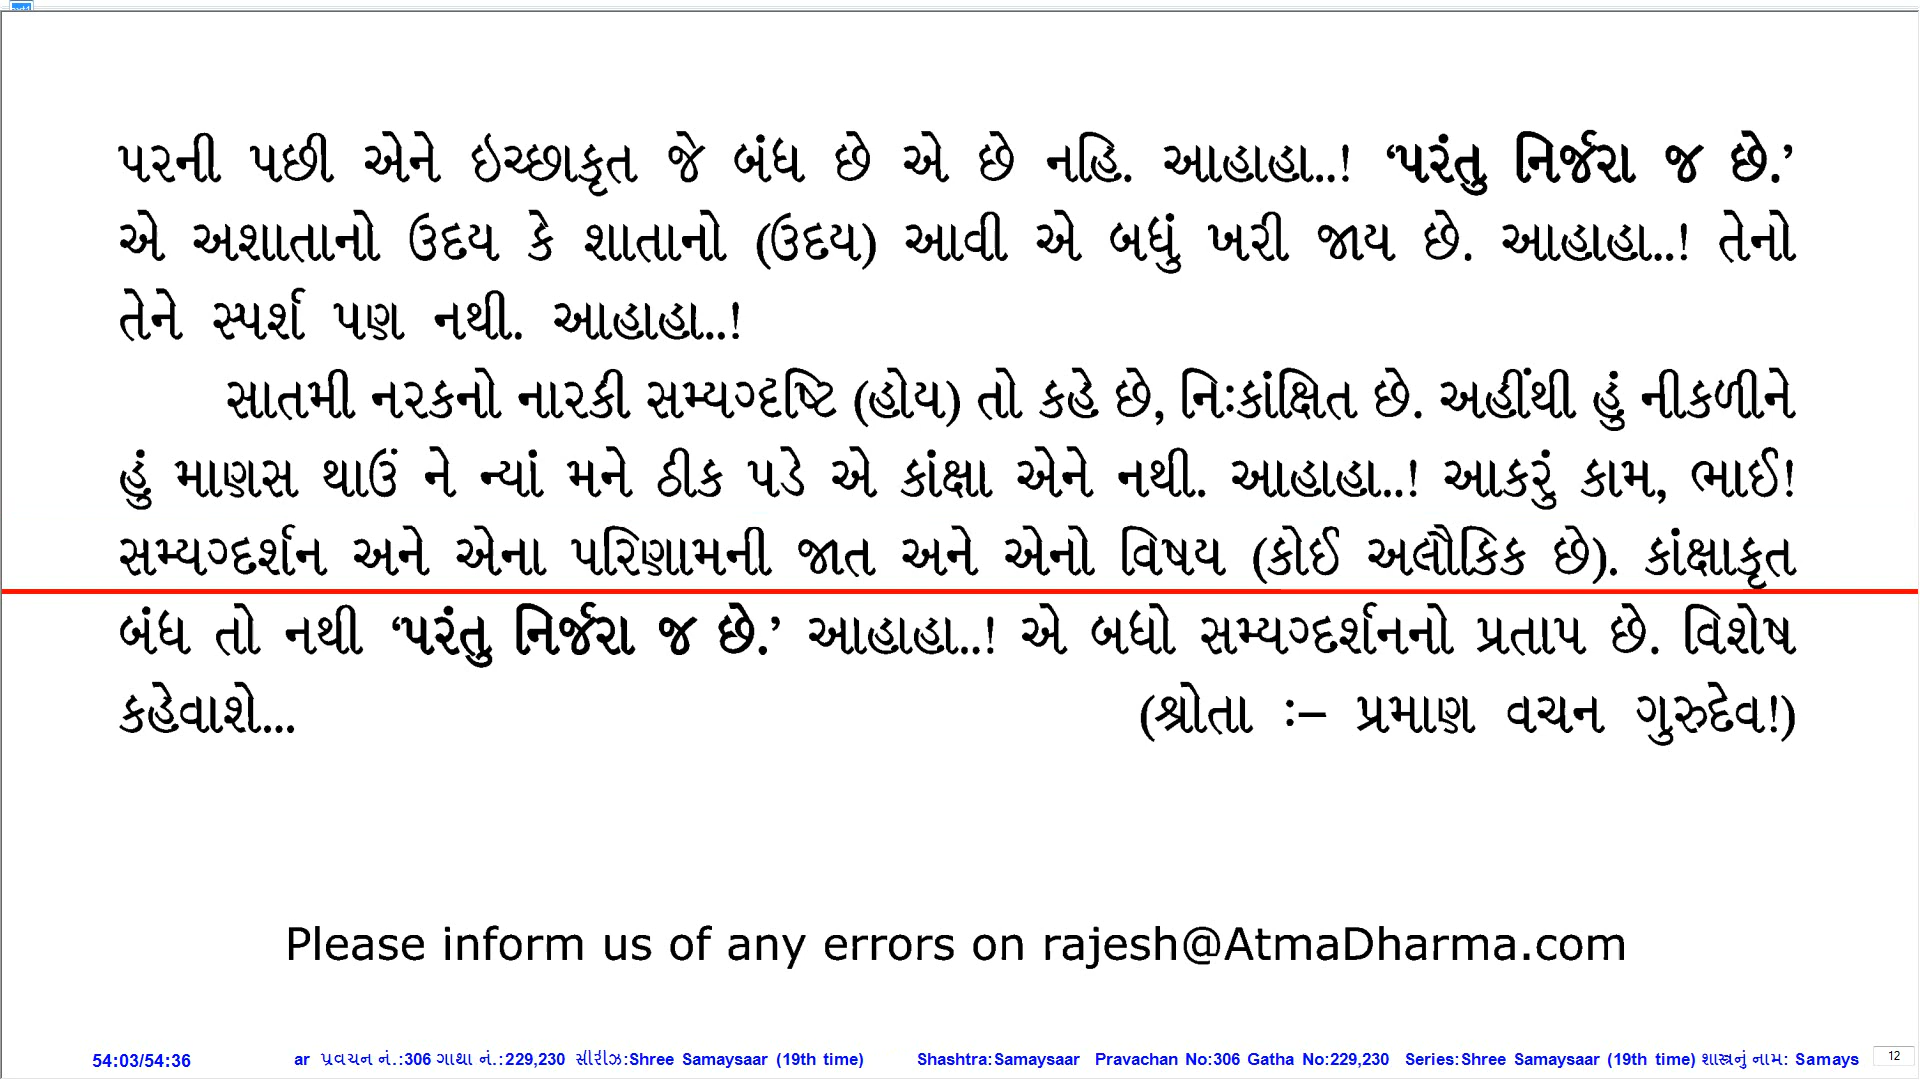 પરની પછી એને ઇચ્છાકૃત જે બંધ છે એ છે નહિ. આહાહા..! ‘પરંતુ નિર્જરા જ છે.’
એ અશાતાનો ઉદય કે શાતાનો (ઉદય) આવી એ બધું ખરી જાય છે. આહાહા..! તેનો
તેને સ્પર્શ પણ નથી. આહાહા..!
સાતમી નરકનો નારકી સમ્યગ્દૃષ્ટિ (હોય) તો કહે છે, નિઃકાંક્ષિત છે. અહીંથી હું નીકળીને
હું માણસ થાઉં ને ન્યાં મને ઠીક પડે એ કાંક્ષા એને નથી. આહાહા..! આકરું કામ, ભાઈ!
સમ્યગ્દર્શન અને એના પરિણામની જાત અને એનો વિષય (કોઈ અલૌકિક છે). કાંક્ષાકૃત
બંધ તો નથી ‘પરંતુ નિર્જરા જ છે.’ આહાહા..! એ બધો સમ્યગ્દર્શનનો પ્રતાપ છે. વિશેષ
કહેવાશે... (શ્રોતા :– પ્રમાણ વચન ગુરુદેવ!)
Please inform us of any errors on rajesh@AtmaDharma.com
54:03/54:36 ar પ્રવચન નં.:306 ગાથા નં.:229,230 સીરીઝ:Shree Samaysaar (19th time) Shashtra:Samaysaar Pravachan No:306 Gatha No:229,230 Series:Shree Samaysaar (19th time) શાસ્ત્રનું નામ: Samays 12